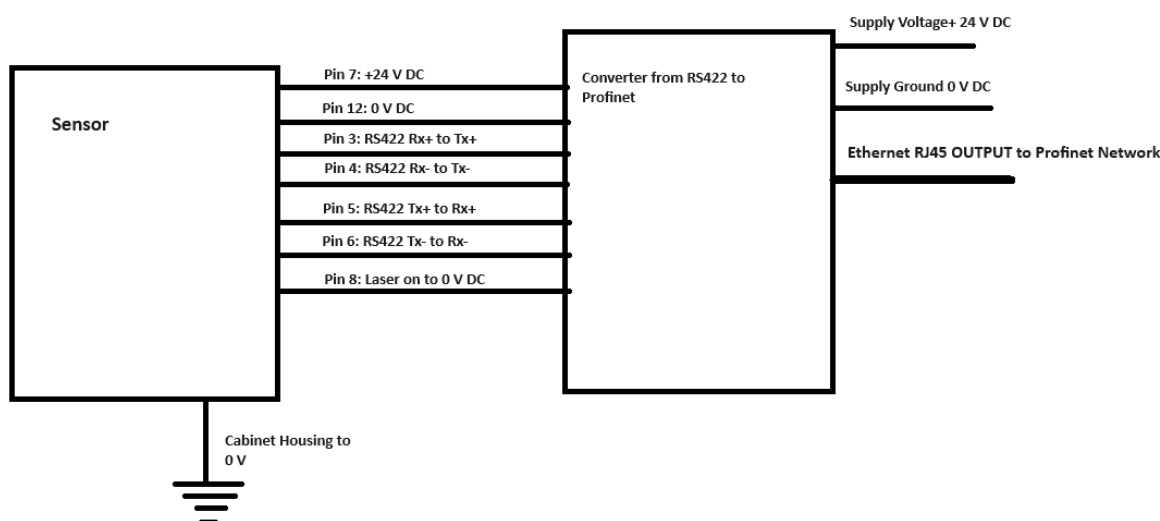 Sensor
Pin 7: +24 V DC
Pin 12: 0 V DC
Pin 3: RS422 Rx+ to Tx+
Pin 4: RS422 Rx- to Tx-
Pin 5: RS422 Tx+ to Rx+
Pin 6: RS422 Tx- to Rx-
Pin 8: Laser on to 0 V DC
Cabinet Housing to
0 V
Converter from RS422 to
Profinet
Supply Voltage+ 24 V DC
Supply Ground 0 V DC
Ethernet RJ45 OUTPUT to Profinet Network